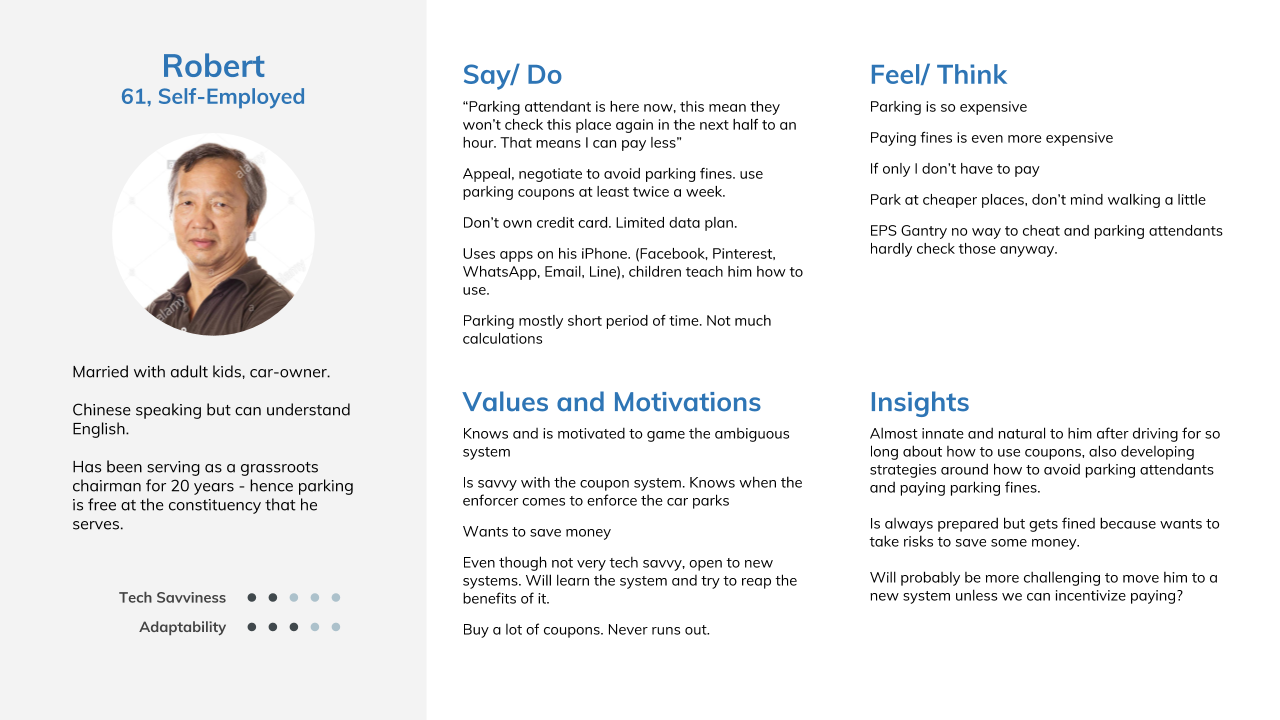 Robert
61, Self-Employed
Married with adult kids, car-owner.
Chinese speaking but can understand
English.
Has been serving as a grassroots
chairman for 20 years - hence parking
is free at the constituency that he
serves.
Tech Savviness
Adaptability
Say/ Do
“Parking attendant is here now, this mean they
won’t check this place again in the next half to an
hour. That means I can pay less”
Appeal, negotiate to avoid parking fines. use
parking coupons at least twice a week.
Don’t own credit card. Limited data plan.
Uses apps on his iPhone. (Facebook, Pinterest,
WhatsApp, Email, Line), children teach him how to
use.
Parking mostly short period of time. Not much
calculations
Feel/ Think
Parking is so expensive
Paying fines is even more expensive
If only I don’t have to pay
Park at cheaper places, don’t mind walking a little
EPS Gantry no way to cheat and parking attendants
hardly check those anyway.
Values and Motivations
Knows and is motivated to game the ambiguous
system
Is savvy with the coupon system. Knows when the
enforcer comes to enforce the car parks
Wants to save money
Even though not very tech savvy, open to new
systems. Will learn the system and try to reap the
benefits of it.
Buy a lot of coupons. Never runs out.
Insights
Almost innate and natural to him after driving for so
long about how to use coupons, also developing
strategies around how to avoid parking attendants
and paying parking fines.
Is always prepared but gets fined because wants to
take risks to save some money.
Will probably be more challenging to move him to a
new system unless we can incentivize paying?
alamy